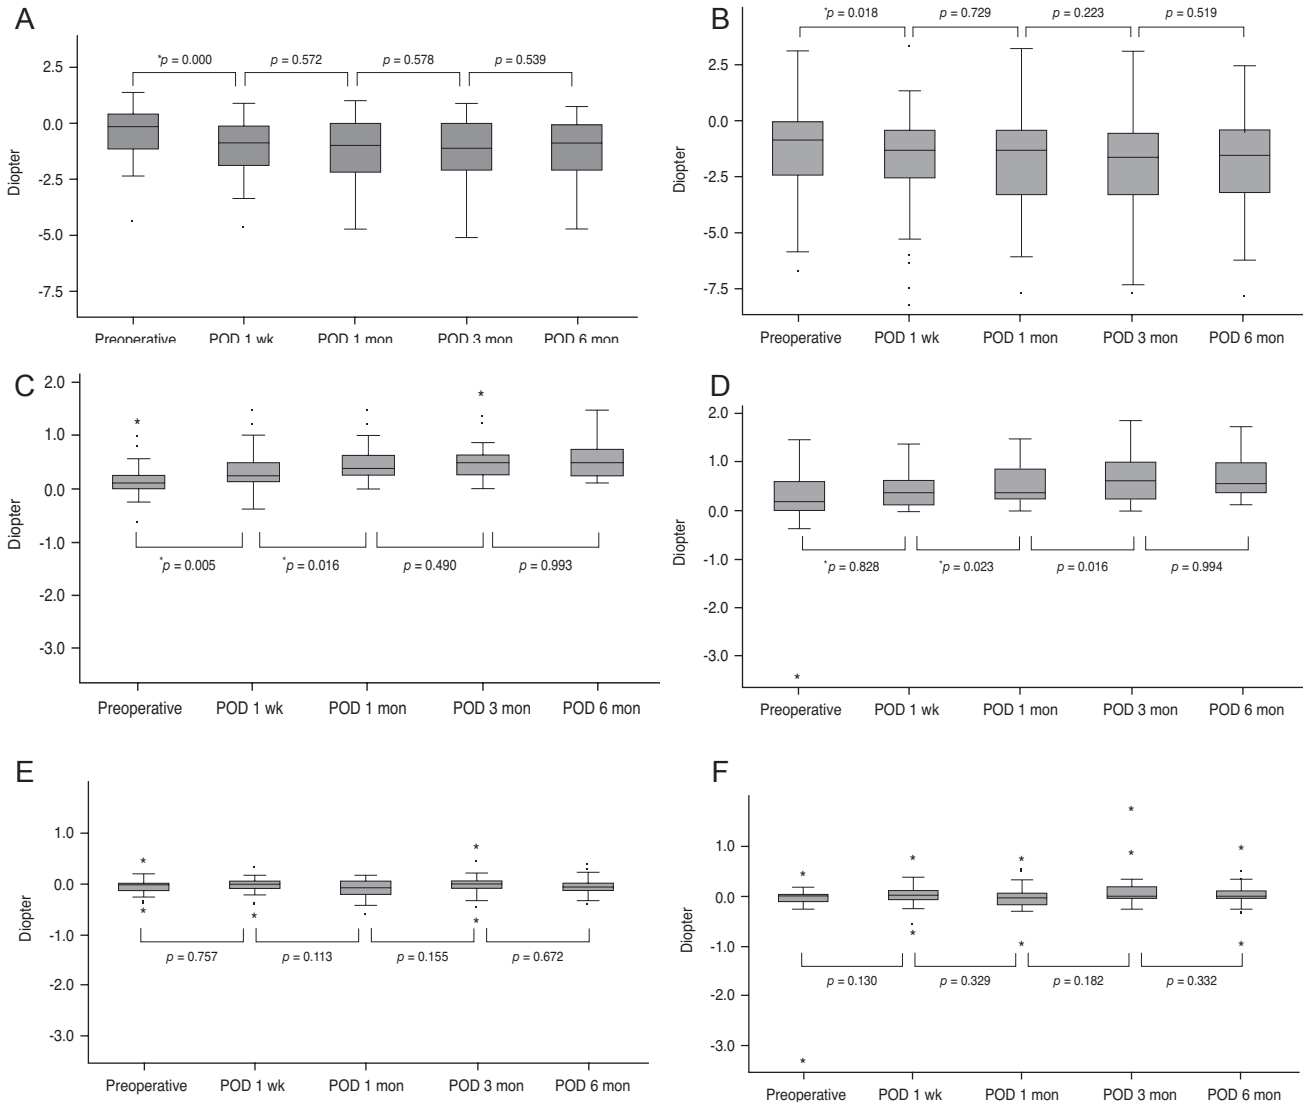 A
*p = 0.000 p = 0.572 p = 0.578 p = 0.539
2.5
0.0
-2.5
-5.0
-7.5
Diopter
Preoperative POD 1 wk POD 1 mon POD 3 mon POD 6 mon
B
*p = 0.018 p = 0.729 p = 0.223 p = 0.519
2.5
0.0
-2.5
-5.0
-7.5
Diopter
Preoperative POD 1 wk POD 1 mon POD 3 mon POD 6 mon
C
2.0
1.0
0.0
-1.0
-2.0
-3.0
Diopter
*p = 0.005 *p = 0.016 p = 0.490 p = 0.993
Preoperative POD 1 wk POD 1 mon POD 3 mon POD 6 mon
D
2.0
1.0
0.0
-1.0
-2.0
-3.0
Diopter
*p = 0.828 *p = 0.023 p = 0.016 p = 0.994
Preoperative POD 1 wk POD 1 mon POD 3 mon POD 6 mon
E
1.0
0.0
-1.0
-2.0
-3.0
Diopter
p = 0.757 p = 0.113 p = 0.155 p = 0.672
Preoperative POD 1 wk POD 1 mon POD 3 mon POD 6 mon
F
1.0
0.0
-1.0
-2.0
-3.0
Diopter
p = 0.130 p = 0.329 p = 0.182 p = 0.332
Preoperative POD 1 wk POD 1 mon POD 3 mon POD 6 mon